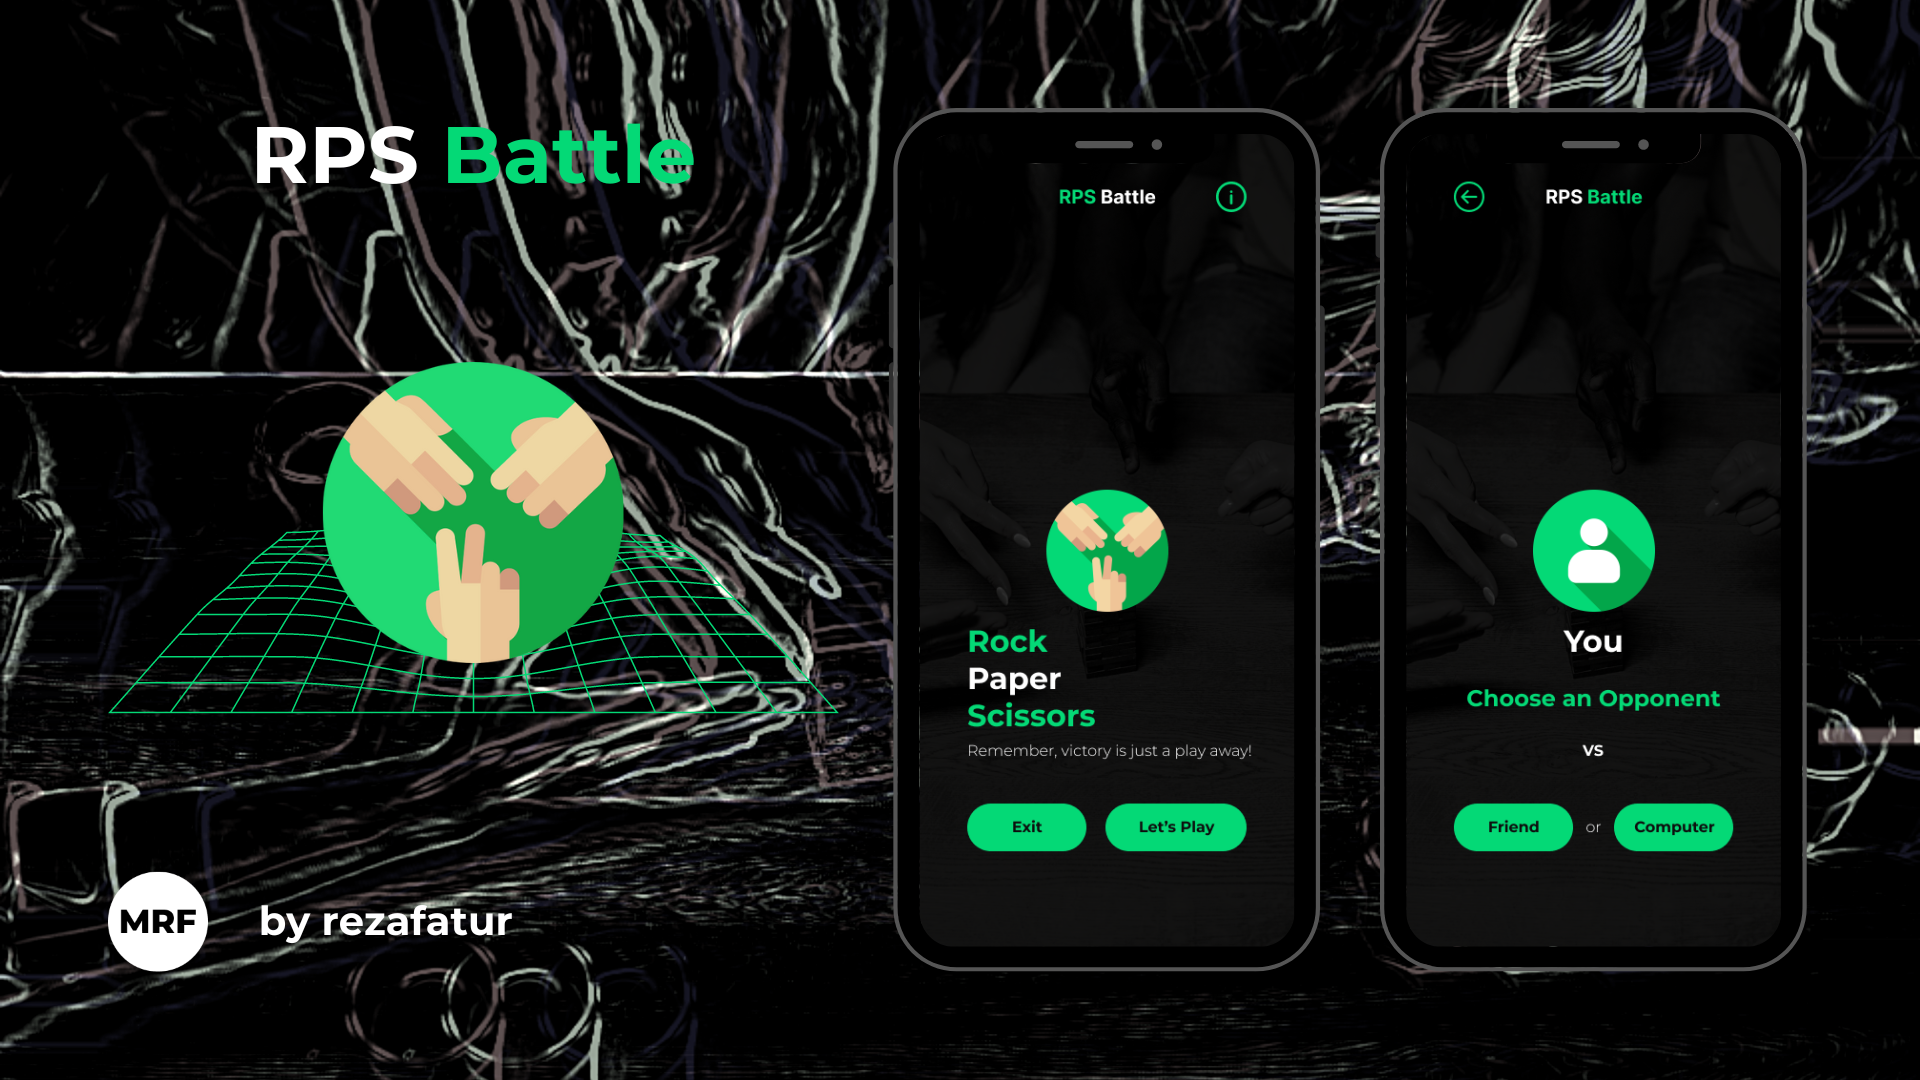 RPS Battle
MRF
by rezafatur
RPS Battle
Rock
Paper
Scissors
Remember, victory is just a play away!
Exit
Let's Play
RPS Battle
You
Choose an Opponent
VS
Friend
or
Computer